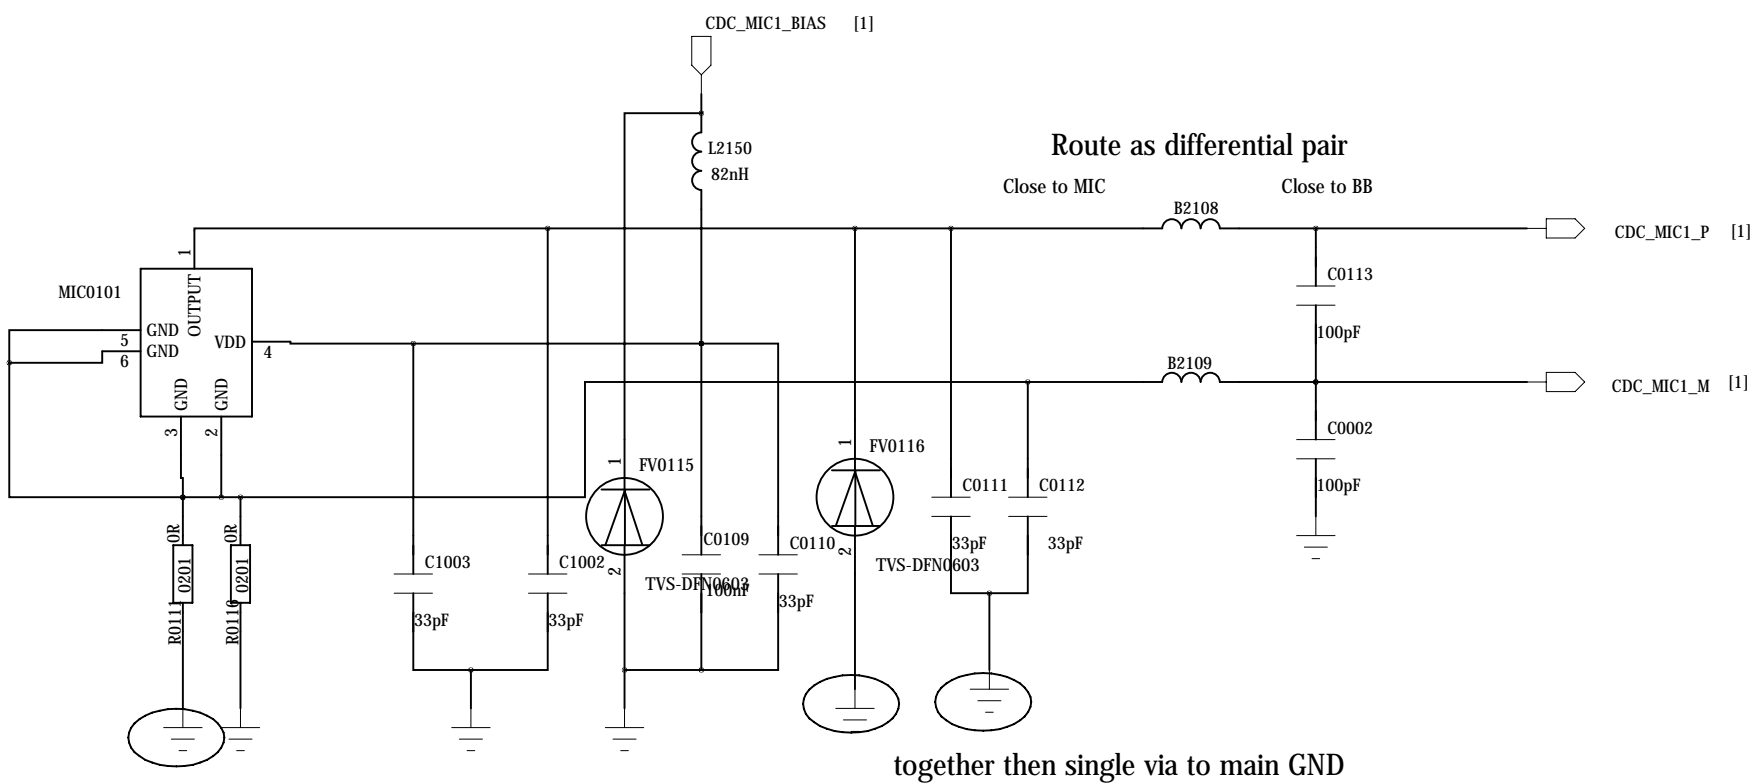 CDC_MIC1_BIAS [1]
L2150
82nH
Route as differential pair
Close to MIC
Close to BB
B2108
CDC_MIC1_P [1]
1
OUTPUT
MIC0101
GND
5
GND
6
VDD
4
GND
GND
3
2
C0113
100pF
B2109
CDC_MIC1_M [1]
C0002
100pF
1
FV0115
2
TVS-DFN0603
1
FV0116
2
TVS-DFN0603
C0111
33pF
C0112
33pF
0R
0201
R0111
0R
0201
R0110
C1003
33pF
C1002
33pF
C0109
100nF
C0110
33pF
together then single via to main GND